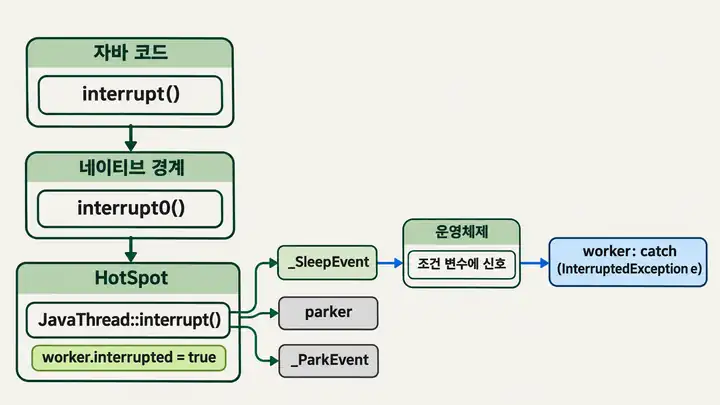 자바 코드
interrupt()
네이티브 경계
interrupt0()
HotSpot
JavaThread::interrupt()
worker.interrupted = true
_SleepEvent
parker
_ParkEvent
운영체제
조건 변수에 신호
worker: catch
(InterruptedException e)